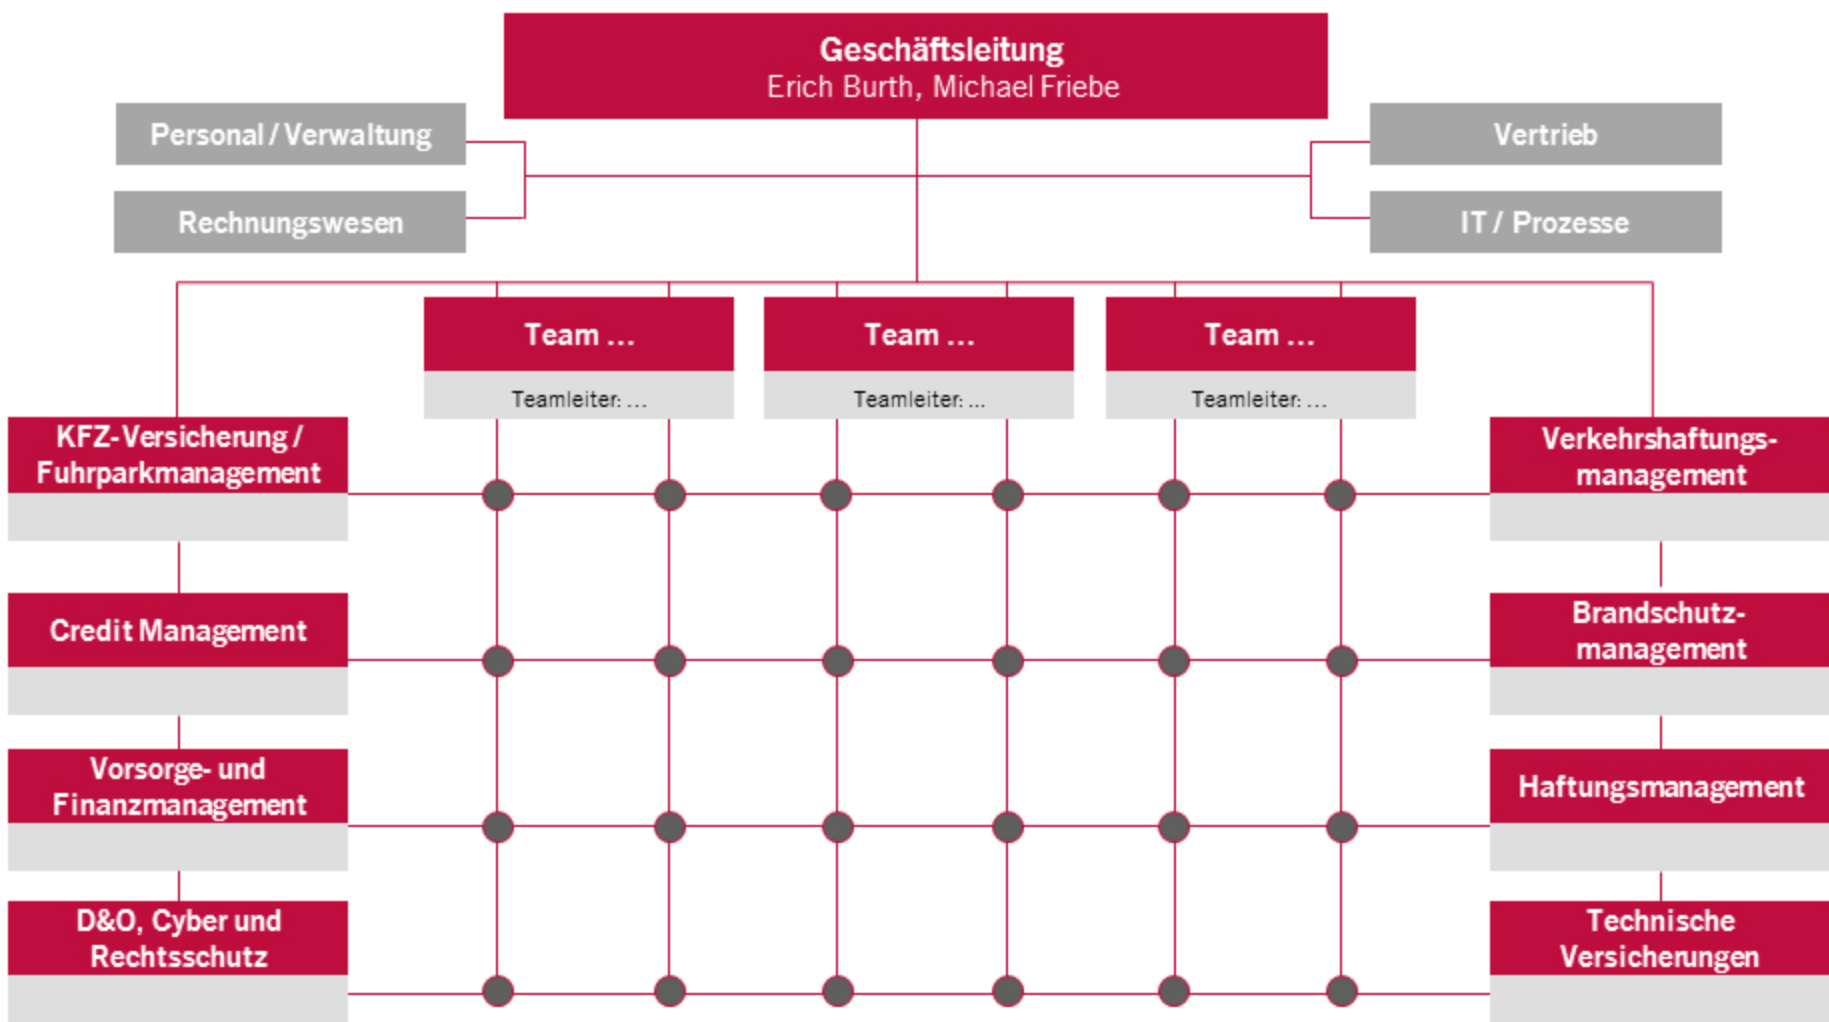 Geschäftsleitung
Erich Burth, Michael Friebe
Personal / Verwaltung
Vertrieb
Rechnungswesen
IT / Prozesse
Team ...
Teamleiter: ...
Team ...
Teamleiter: ...
Team ...
Teamleiter: ...
KFZ-Versicherung /
Fuhrparkmanagement
Verkehrshaftungs-
management
Credit Management
Brandschutz-
management
Vorsorge- und
Finanzmanagement
Haftungsmanagement
D&O, Cyber und
Rechtsschutz
Technische
Versicherungen